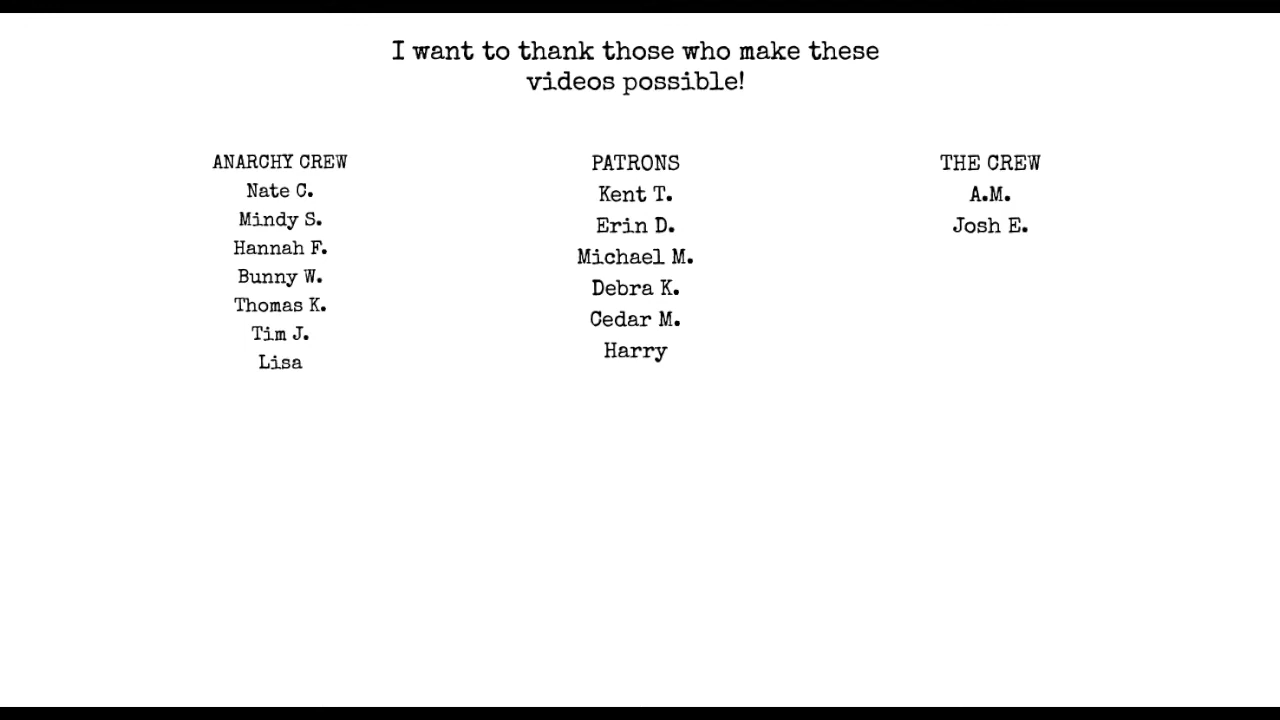 I want to thank those who make these
videos possible!
ANARCHY CREW
Nate C.
Mindy S.
Hannah F.
Bunny W.
Thomas K.
Tim J.
Lisa
PATRONS
Kent T.
Erin D.
Michael M.
Debra K.
Cedar M.
Harry
THE CREW
A.M.
Josh E.